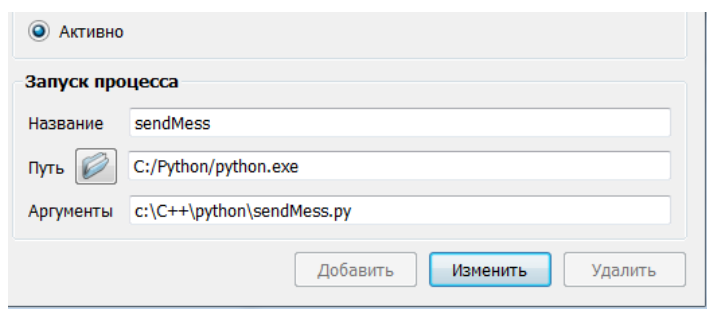 Активно
Запуск процесса
Название sendMess
Путь C:/Python/python.exe
Аргументы c:\C++\python\sendMess.py
Добавить Изменить Удалить